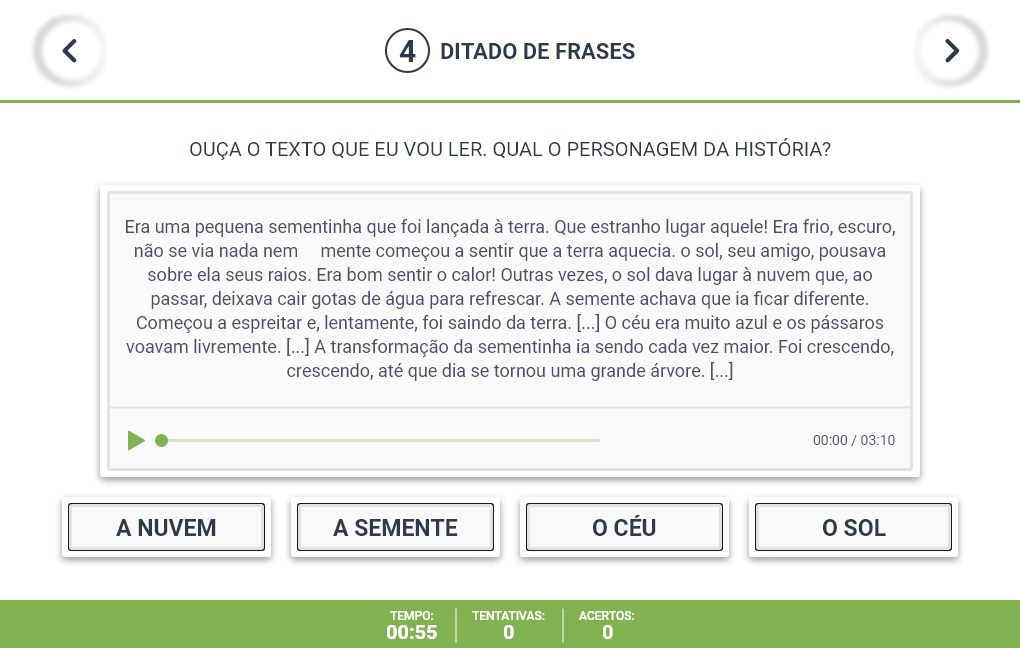 4 DITADO DE FRASES
OUÇA O TEXTO QUE EU VOU LER. QUAL O PERSONAGEM DA HISTÓRIA?
Era uma pequena sementinha que foi lançada à terra. Que estranho lugar aquele! Era frio, escuro,
não se via nada nem mente começou a sentir que a terra aquecia. o sol, seu amigo, pousava
sobre ela seus raios. Era bom sentir o calor! Outras vezes, o sol dava lugar à nuvem que, ao
passar, deixava cair gotas de água para refrescar. A semente achava que ia ficar diferente.
Começou a espreitar e, lentamente, foi saindo da terra. [...] O céu era muito azul e os pássaros
voavam livremente. [...] A transformação da sementinha ia sendo cada vez maior. Foi crescendo,
crescendo, até que dia se tornou uma grande árvore. [...]
00:00 / 03:10
A NUVEM
A SEMENTE
O CÉU
O SOL
TEMPO: TENTATIVAS: ACERTOS:
00:55 0 0